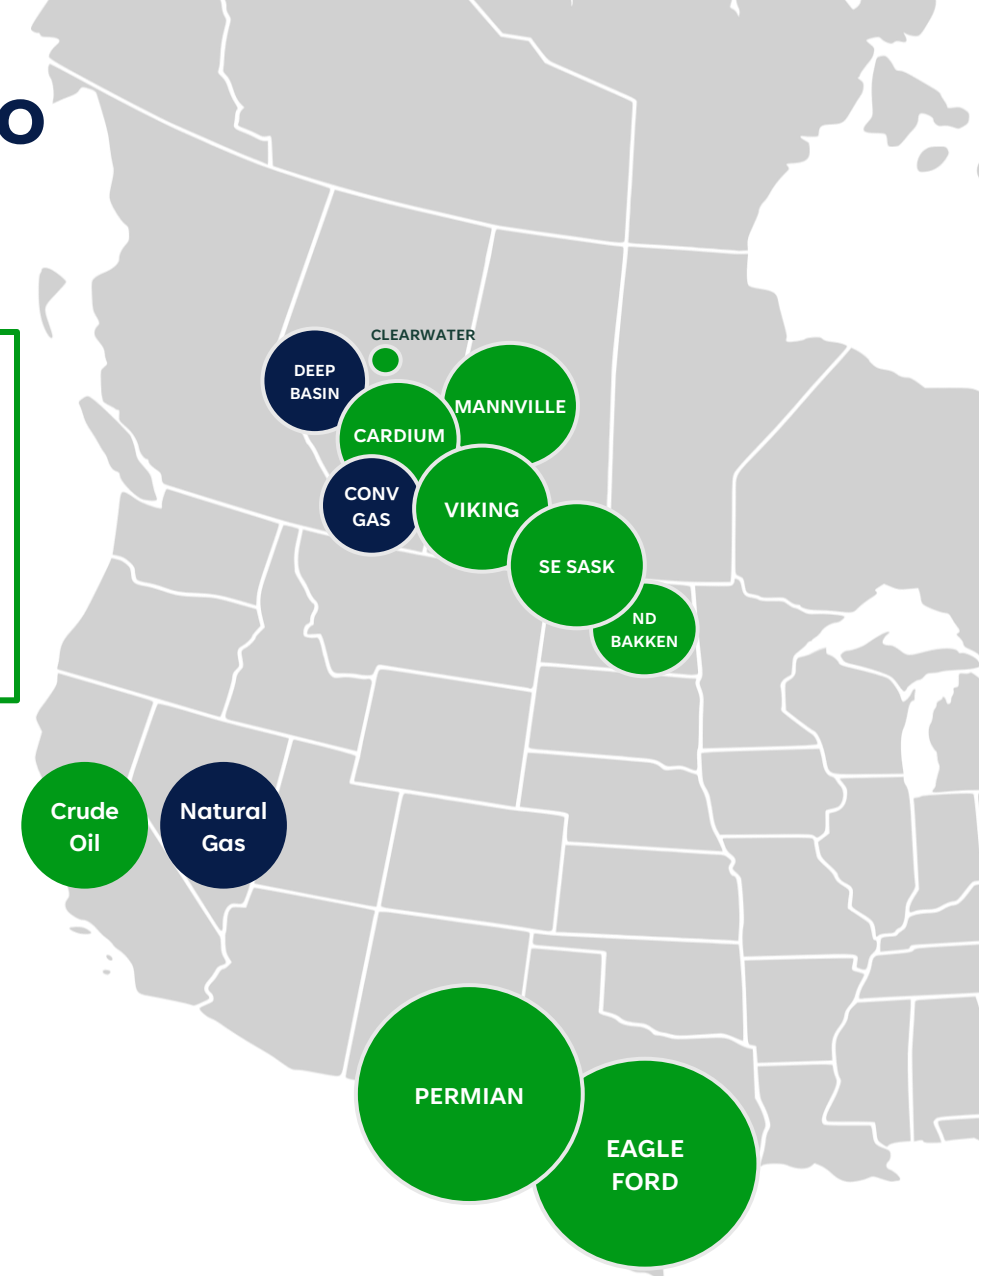 o
CLEARWATER
DEEP
BASIN
MANNVILLE
CARDIUM
CONV
GAS
VIKING
SE SASK
ND
BAKKEN
Crude
Oil
Natural
Gas
PERMIAN
EAGLE
FORD